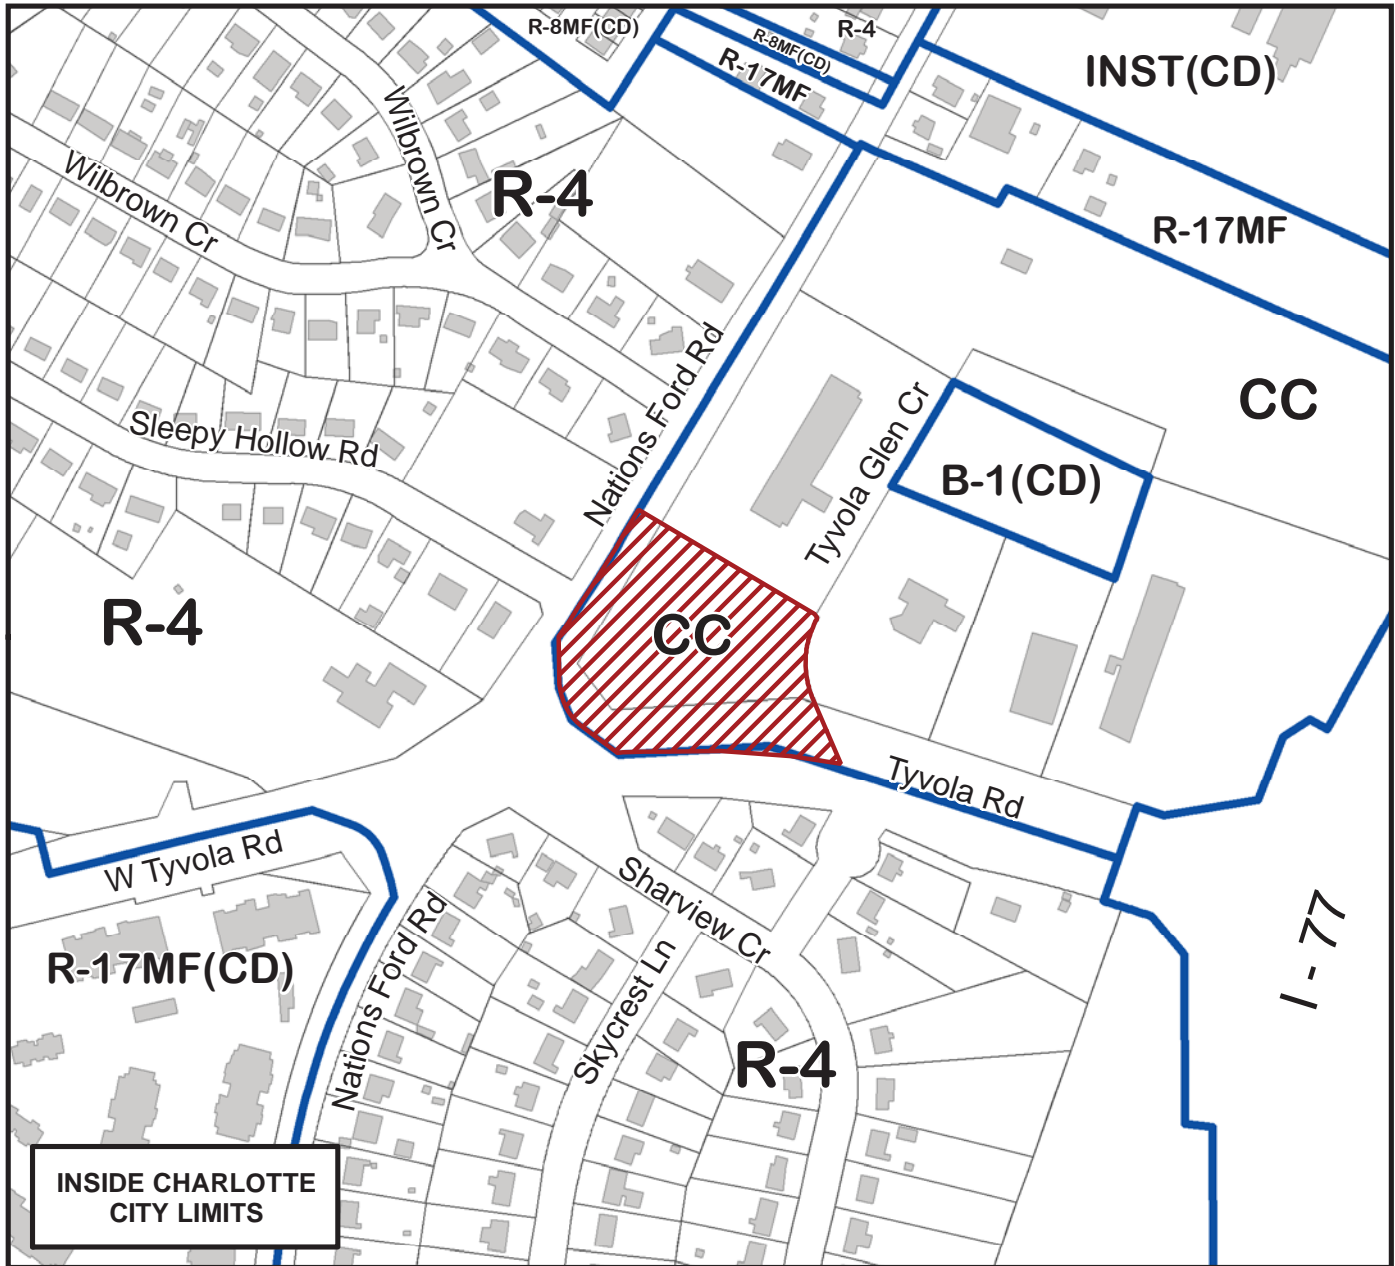 R-8MF(CD)
R-8MF(CD)
R-4
R-17MF
INST(CD)
Wilbrown Cr
Wilbrown Cr
R-4
R-17MF
Nations Ford Rd
Tyvola Glen Cr
CC
B-1(CD)
Sleepy Hollow Rd
R-4
CC
Tyvola Rd
W Tyvola Rd
Sharview Cr
I - 77
R-17MF(CD)
Nations Ford Rd
Skycrest Ln
R-4
INSIDE CHARLOTTE
CITY LIMITS